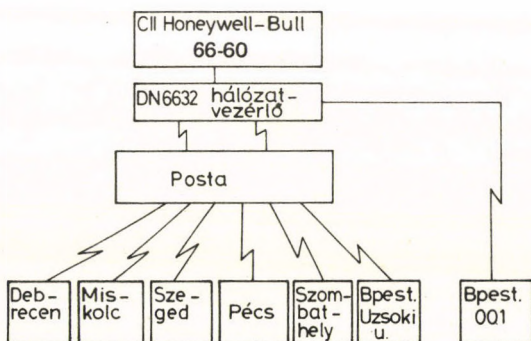 CII Honeywell-Bull
66-60
DN6632 hálózat-
vezérlő
Posta
Deb-
recen
Mis-
kolc
Sze-
ged
Pécs
Szom-
bat-
hely
Bpest.
Uzsoki
u.
Bpest.
001